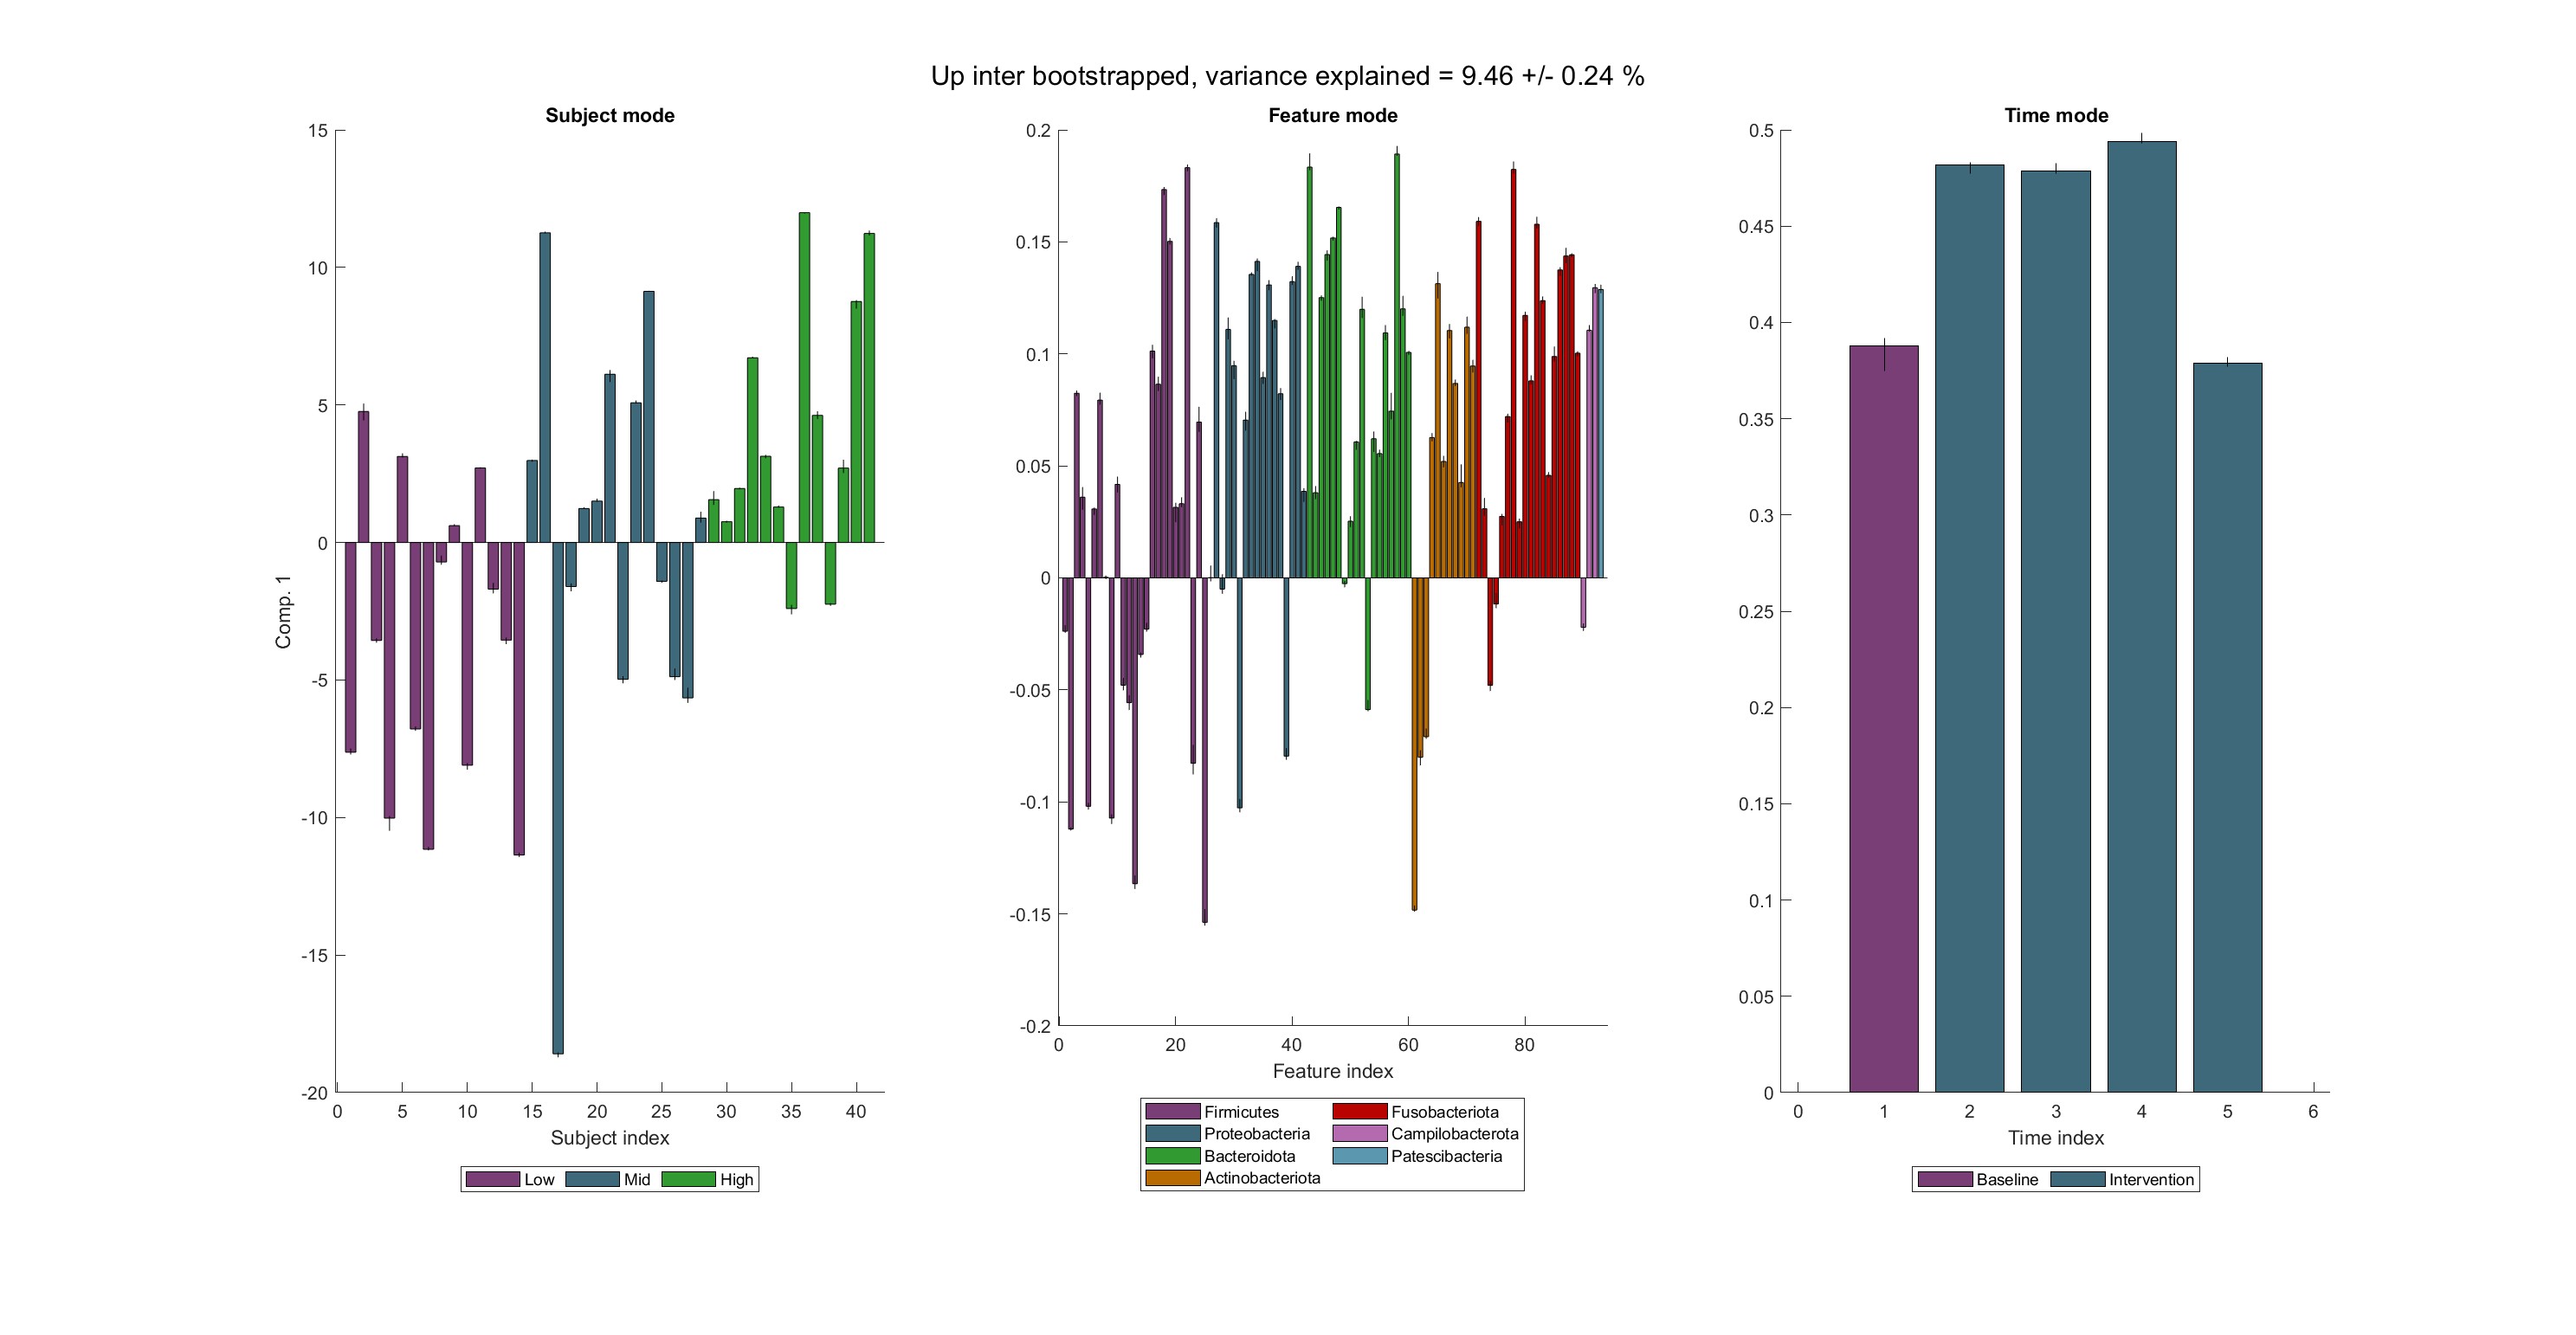 Up inter bootstrapped, variance explained = 9.46 +/- 0.24 %
Subject mode
15
10
5
0
-5
-10
-15
-20
Comp. 1
0 5 10 15 20 25 30 35 40
Subject index
Low Mid High
Feature mode
0.2
0.15
0.1
0.05
0
-0.05
-0.1
-0.15
-0.2
0 20 40 60 80
Feature index
Firmicutes Fusobacteriota
Proteobacteria Campilobacterota
Bacteroidota Patescibacteria
Actinobacteriota
Time mode
0.5
0.45
0.4
0.35
0.3
0.25
0.2
0.15
0.1
0.05
0
0 1 2 3 4 5 6
Time index
Baseline Intervention